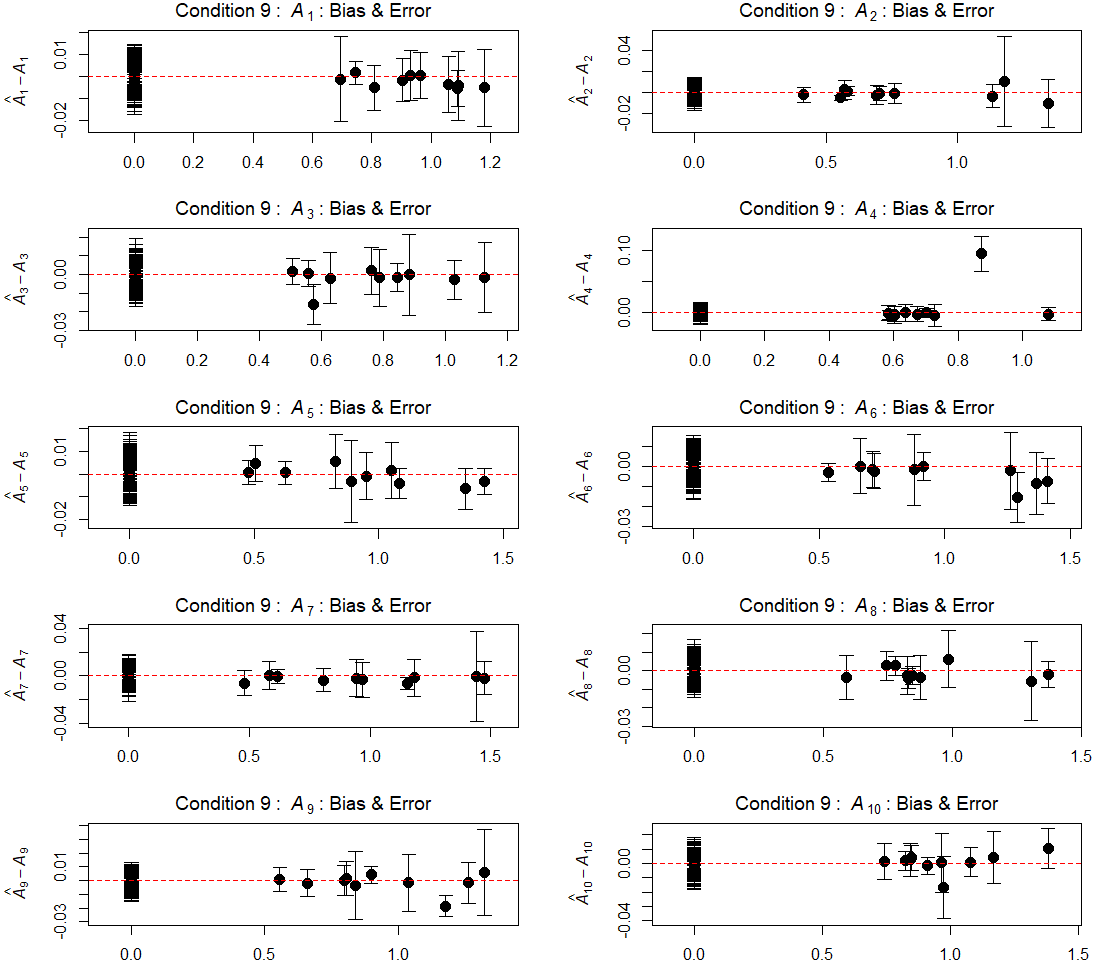 Condition 9 : A1 : Bias & Error
Â1 − A1
0.01
-0.02
0.0 0.2 0.4 0.6 0.8 1.0 1.2
Condition 9 : A2 : Bias & Error
Â2 − A2
0.04
-0.02
0.0 0.5 1.0
Condition 9 : A3 : Bias & Error
Â3 − A3
0.00
-0.03
0.0 0.2 0.4 0.6 0.8 1.0 1.2
Condition 9 : A4 : Bias & Error
Â4 − A4
0.10
0.00
0.0 0.2 0.4 0.6 0.8 1.0
Condition 9 : A5 : Bias & Error
Â5 − A5
0.01
-0.02
0.0 0.5 1.0 1.5
Condition 9 : A6 : Bias & Error
Â6 − A6
0.00
-0.03
0.0 0.5 1.0 1.5
Condition 9 : A7 : Bias & Error
Â7 − A7
0.04
0.00
-0.04
0.0 0.5 1.0 1.5
Condition 9 : A8 : Bias & Error
Â8 − A8
0.00
-0.03
0.0 0.5 1.0 1.5
Condition 9 : A9 : Bias & Error
Â9 − A9
0.01
-0.03
0.0 0.5 1.0
Condition 9 : A10 : Bias & Error
Â10 − A10
0.00
-0.04
0.0 0.5 1.0 1.5